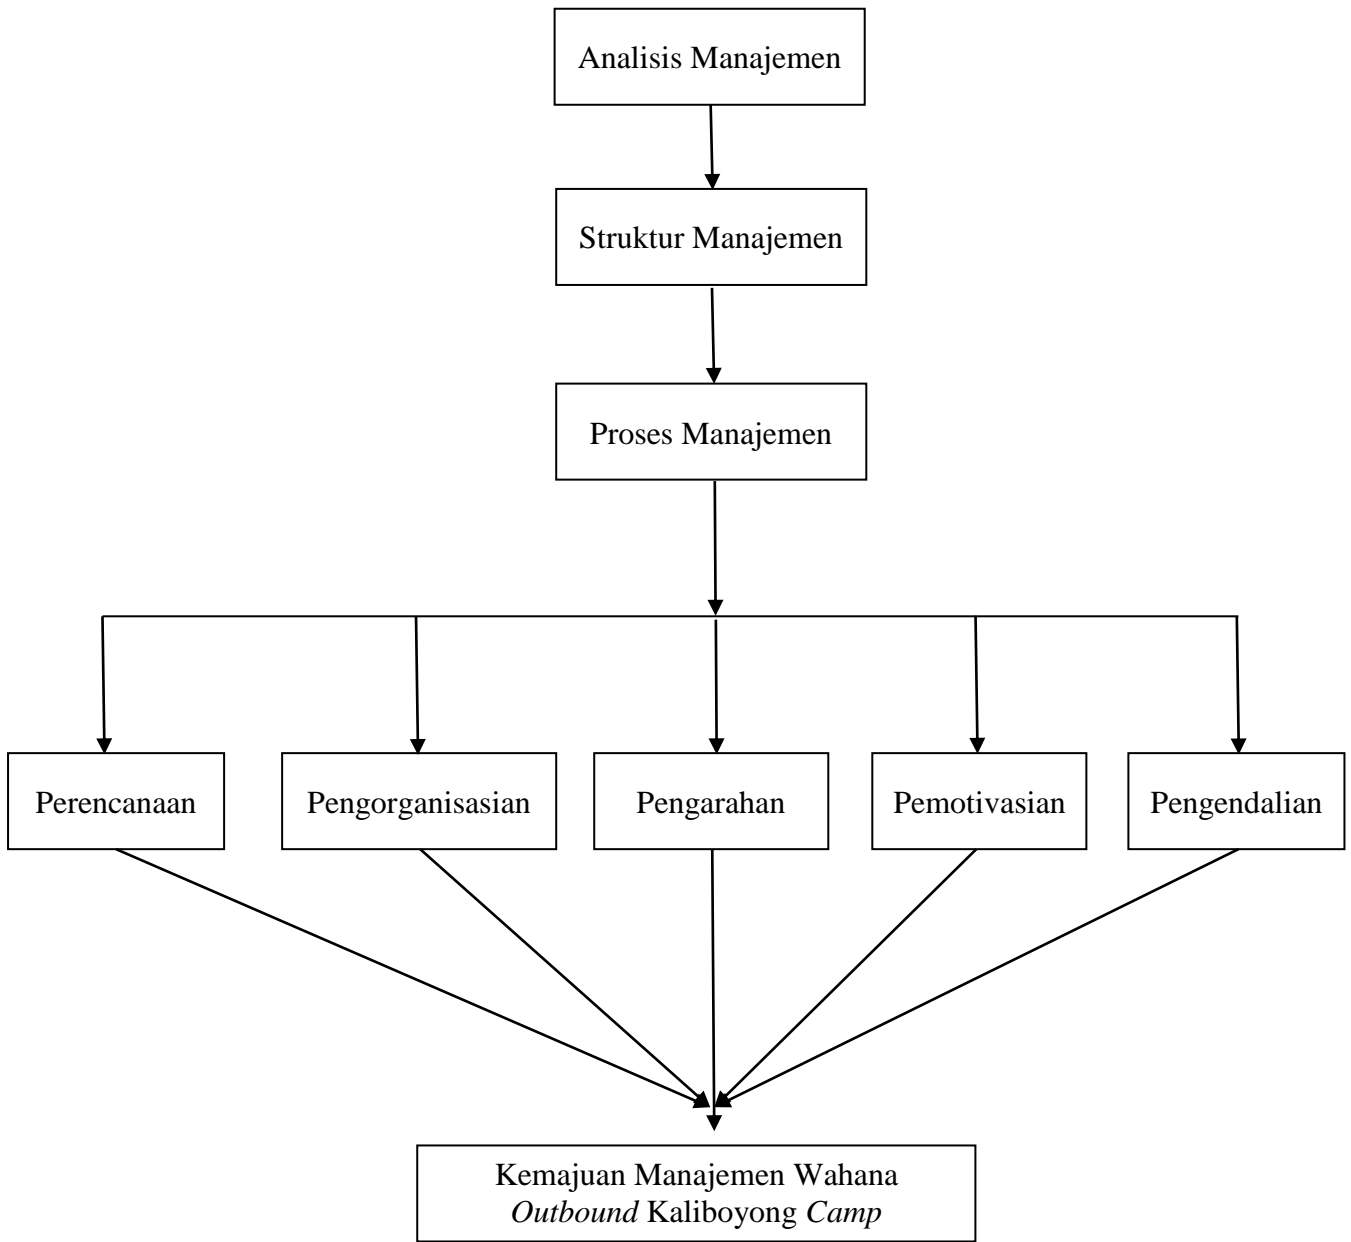 Analisis Manajemen
Struktur Manajemen
Proses Manajemen
Perencanaan
Pengorganisasian
Pengarahan
Pemotivasian
Pengendalian
Kemajuan Manajemen Wahana
Outbound Kaliboyong Camp